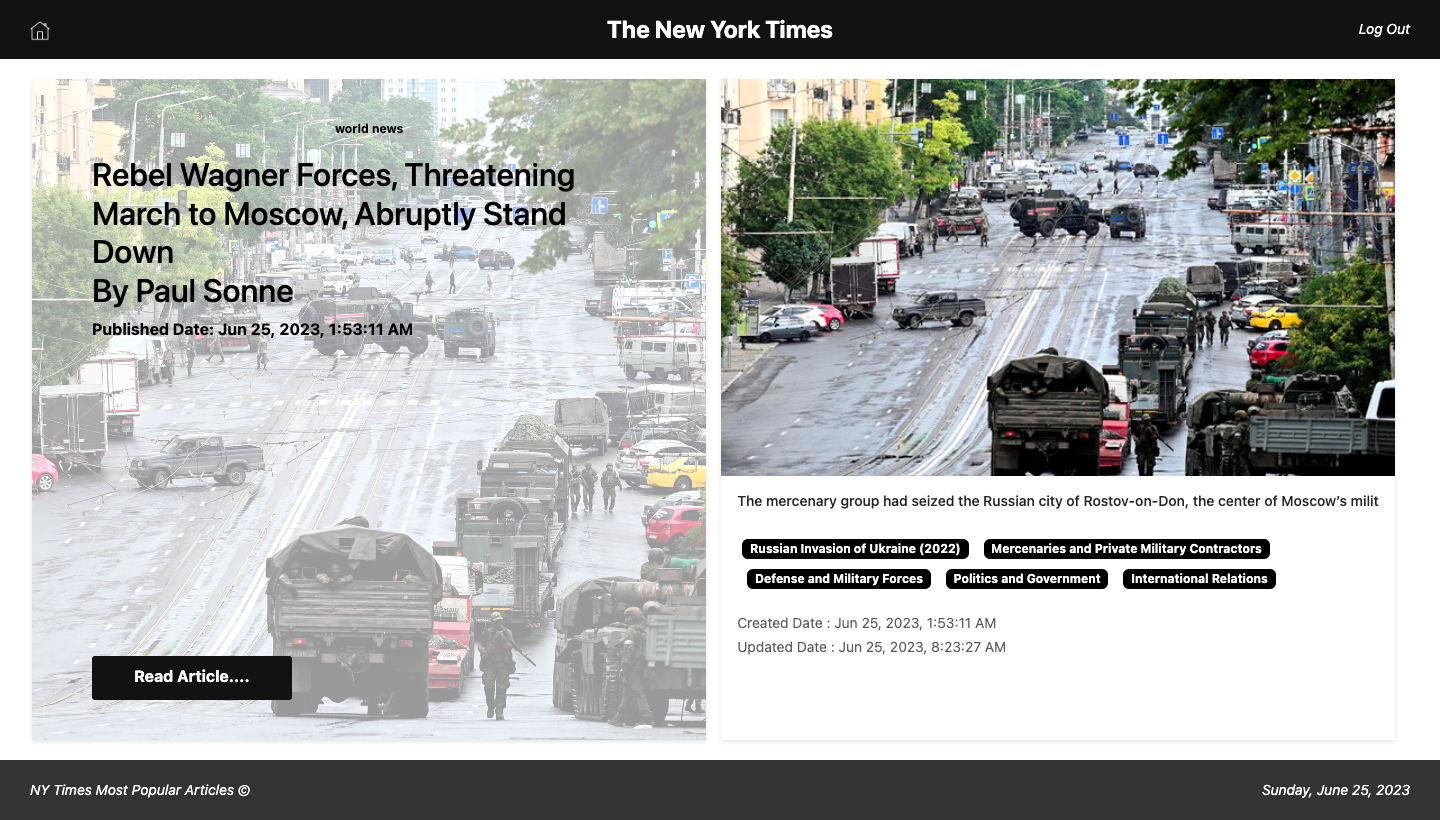 The New York Times
Log Out
world news
Rebel Wagner Forces, Threatening
March to Moscow, Abruptly Stand
Down
By Paul Sonne
Published Date: Jun 25, 2023, 1:53:11 AM
Read Article....
The mercenary group had seized the Russian city of Rostov-on-Don, the center of Moscow’s milit
Russian Invasion of Ukraine (2022)
Mercenaries and Private Military Contractors
Defense and Military Forces
Politics and Government
International Relations
Created Date : Jun 25, 2023, 1:53:11 AM
Updated Date : Jun 25, 2023, 8:23:27 AM
NY Times Most Popular Articles ©
Sunday, June 25, 2023